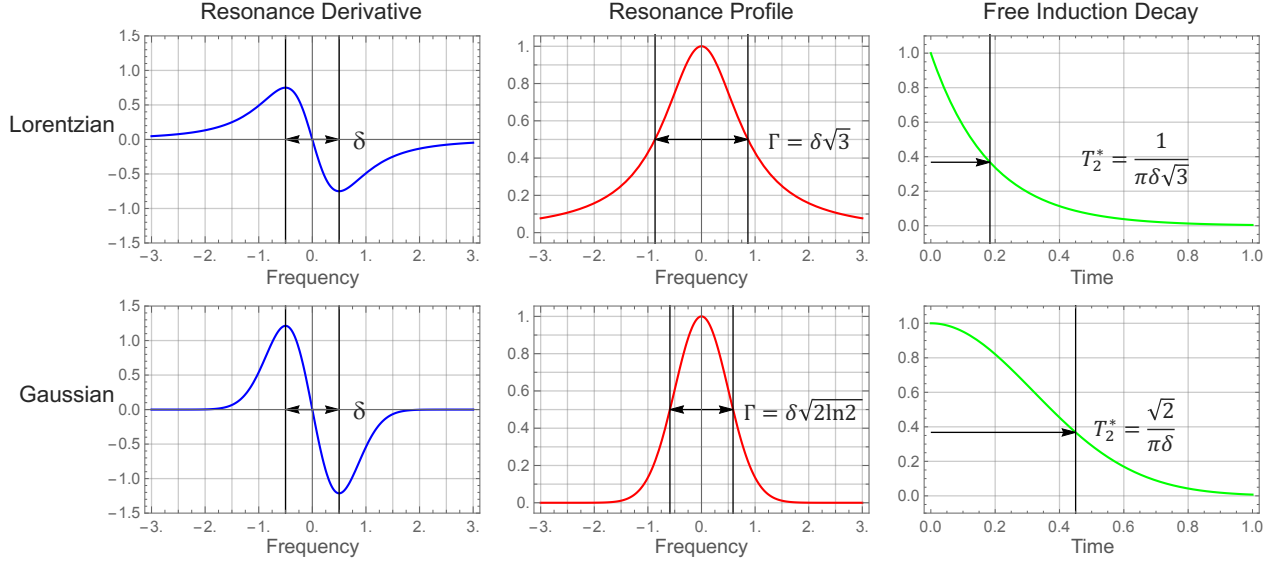 Resonance Derivative
Resonance Profile
Free Induction Decay
Lorentzian
1.5
1.0
0.5
0.0
-0.5
-1.0
-1.5
δ
−3. −2. −1. 0. 1. 2. 3.
Frequency
1.
0.8
0.6
0.4
0.2
0.
Γ = δ√3
−3. −2. −1. 0. 1. 2. 3.
Frequency
1.0
0.8
0.6
0.4
0.2
0.0
T₂* = 1/(πδ√3)
0.0 0.2 0.4 0.6 0.8 1.0
Time
Gaussian
1.5
1.0
0.5
0.0
-0.5
-1.0
-1.5
δ
−3. −2. −1. 0. 1. 2. 3.
Frequency
1.
0.8
0.6
0.4
0.2
0.
Γ = δ√2ln2
−3. −2. −1. 0. 1. 2. 3.
Frequency
1.0
0.8
0.6
0.4
0.2
0.0
T₂* = √2/(πδ)
0.0 0.2 0.4 0.6 0.8 1.0
Time